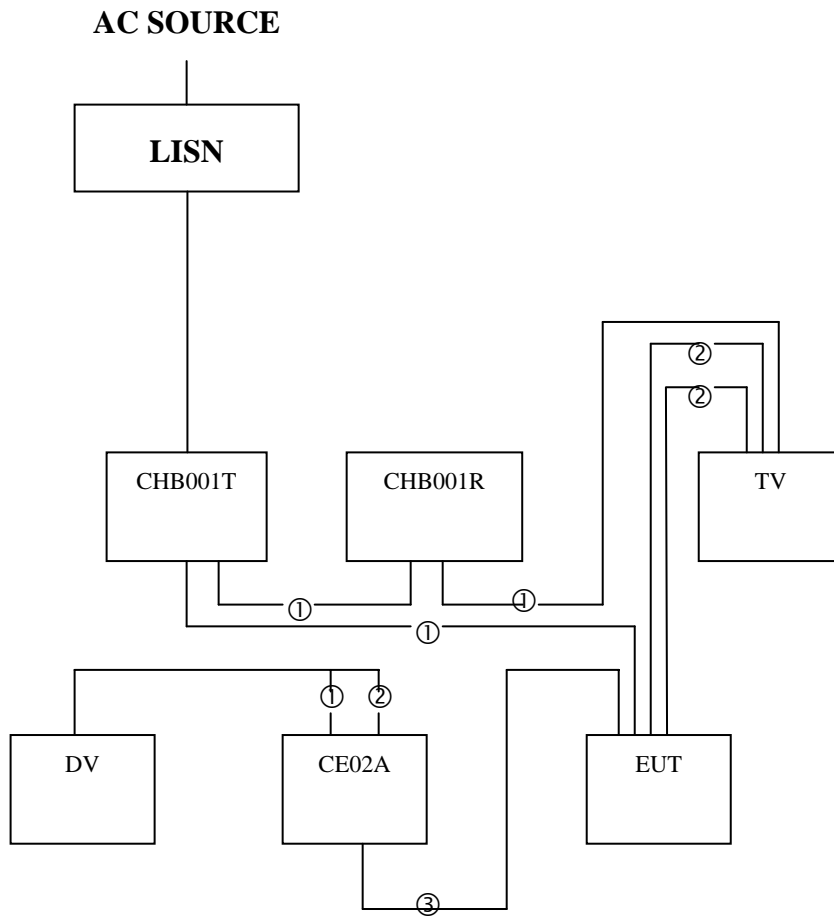 AC SOURCE
LISN
②
②
CHB001T
CHB001R
TV
①
①
①
①
②
DV
CE02A
EUT
③